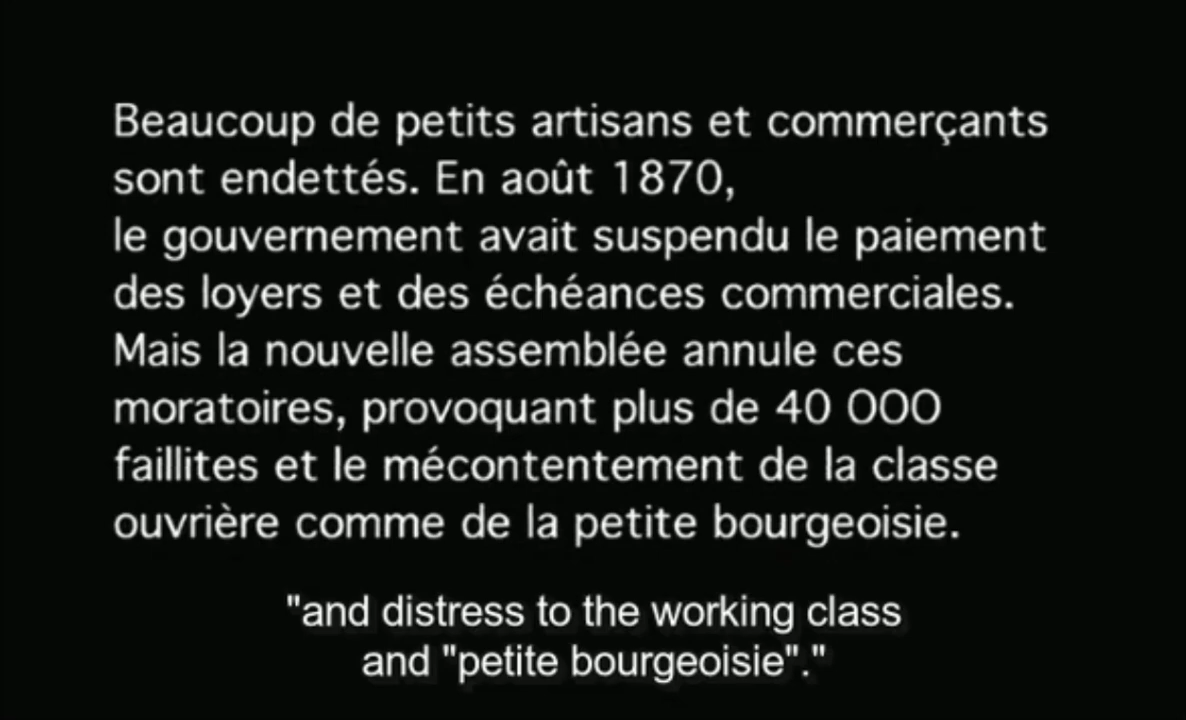 Beaucoup de petits artisans et commerçants
sont endettés. En août 1870,
le gouvernement avait suspendu le paiement
des loyers et des échéances commerciales.
Mais la nouvelle assemblée annule ces
moratoires, provoquant plus de 40 000
faillites et le mécontentement de la classe
ouvrière comme de la petite bourgeoisie.
"and distress to the working class
and "petite bourgeoisie"."